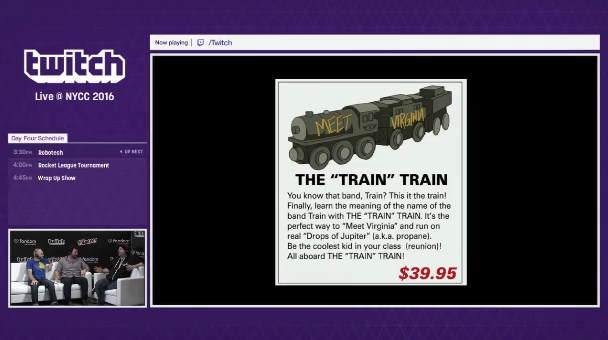 twitch
Live @ NYCC 2016
Now playing | /Twitch
Day Four Schedule
3:30PM Robotech UP NEXT
4:00PM Rocket League Tournament
4:45PM Wrap Up Show
fandom
twitch
fandom
MEET VIRGINIA
THE “TRAIN” TRAIN
You know that band, Train? This it the train!
Finally, learn the meaning of the name of the
band Train with THE “TRAIN” TRAIN. It's the
perfect way to “Meet Virginia” and run on
real “Drops of Jupiter” (a.k.a. propane).
Be the coolest kid in your class (reunion)!
All aboard THE “TRAIN” TRAIN!
$39.95